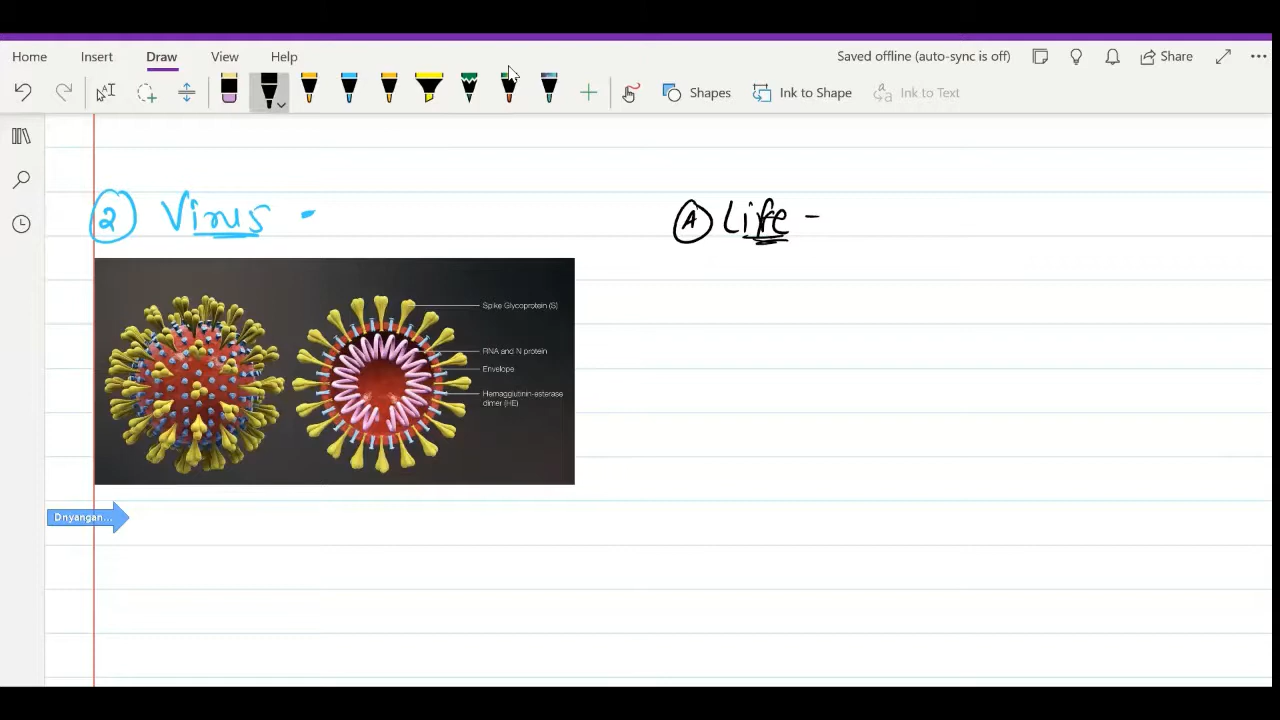 Home Insert Draw View Help Saved offline (auto-sync is off) Share
Shapes Ink to Shape Ink to Text
② Virus - Ⓐ Life -
Spike Glycoprotein (S)
RNA and N protein
Envelope
Hemagglutinin-esterase
dimer (HE)
Dnyangan...